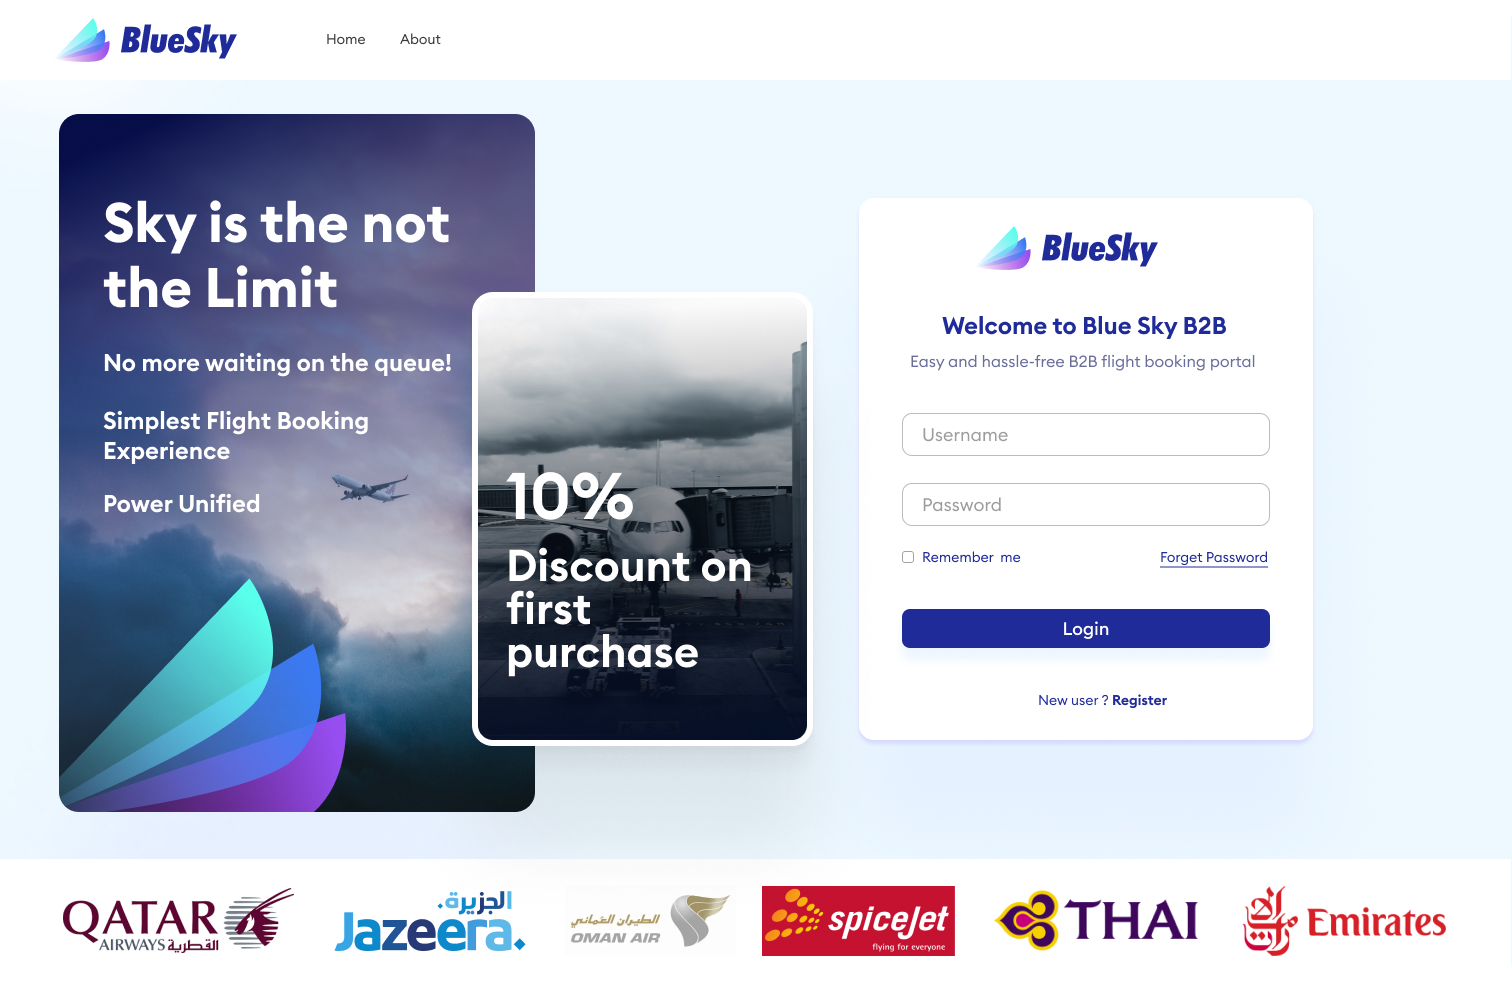 BlueSky
Home
About
Sky is the not
the Limit
No more waiting on the queue!
Simplest Flight Booking
Experience
Power Unified
10%
Discount on
first
purchase
BlueSky
Welcome to Blue Sky B2B
Easy and hassle-free B2B flight booking portal
Username
Password
Remember me
Forget Password
Login
New user ? Register
QATAR
AIRWAYS القطرية
الجزيرة
Jazeera.
الطيران العماني
OMAN AIR
spiceJet
flying for everyone
THAI
Emirates